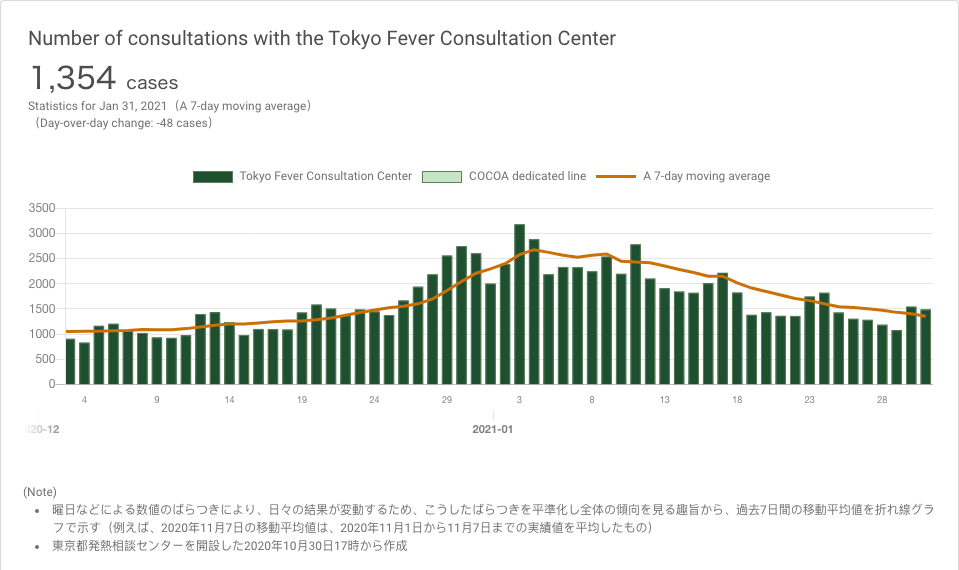 Number of consultations with the Tokyo Fever Consultation Center
1,354 cases
Statistics for Jan 31, 2021（A 7-day moving average）
（Day-over-day change: -48 cases）
Tokyo Fever Consultation Center COCOA dedicated line A 7-day moving average
3500
3000
2500
2000
1500
1000
500
0
4 9 14 19 24 29 3 8 13 18 23 28
20-12 2021-01
(Note)
• 曜日などによる数値のばらつきにより、日々の結果が変動するため、こうしたばらつきを平準化し全体の傾向を見る趣旨から、過去7日間の移動平均値を折れ線グラ
フで示す（例えば、2020年11月7日の移動平均値は、2020年11月1日から11月7日までの実績値を平均したもの）
• 東京都発熱相談センターを開設した2020年10月30日17時から作成